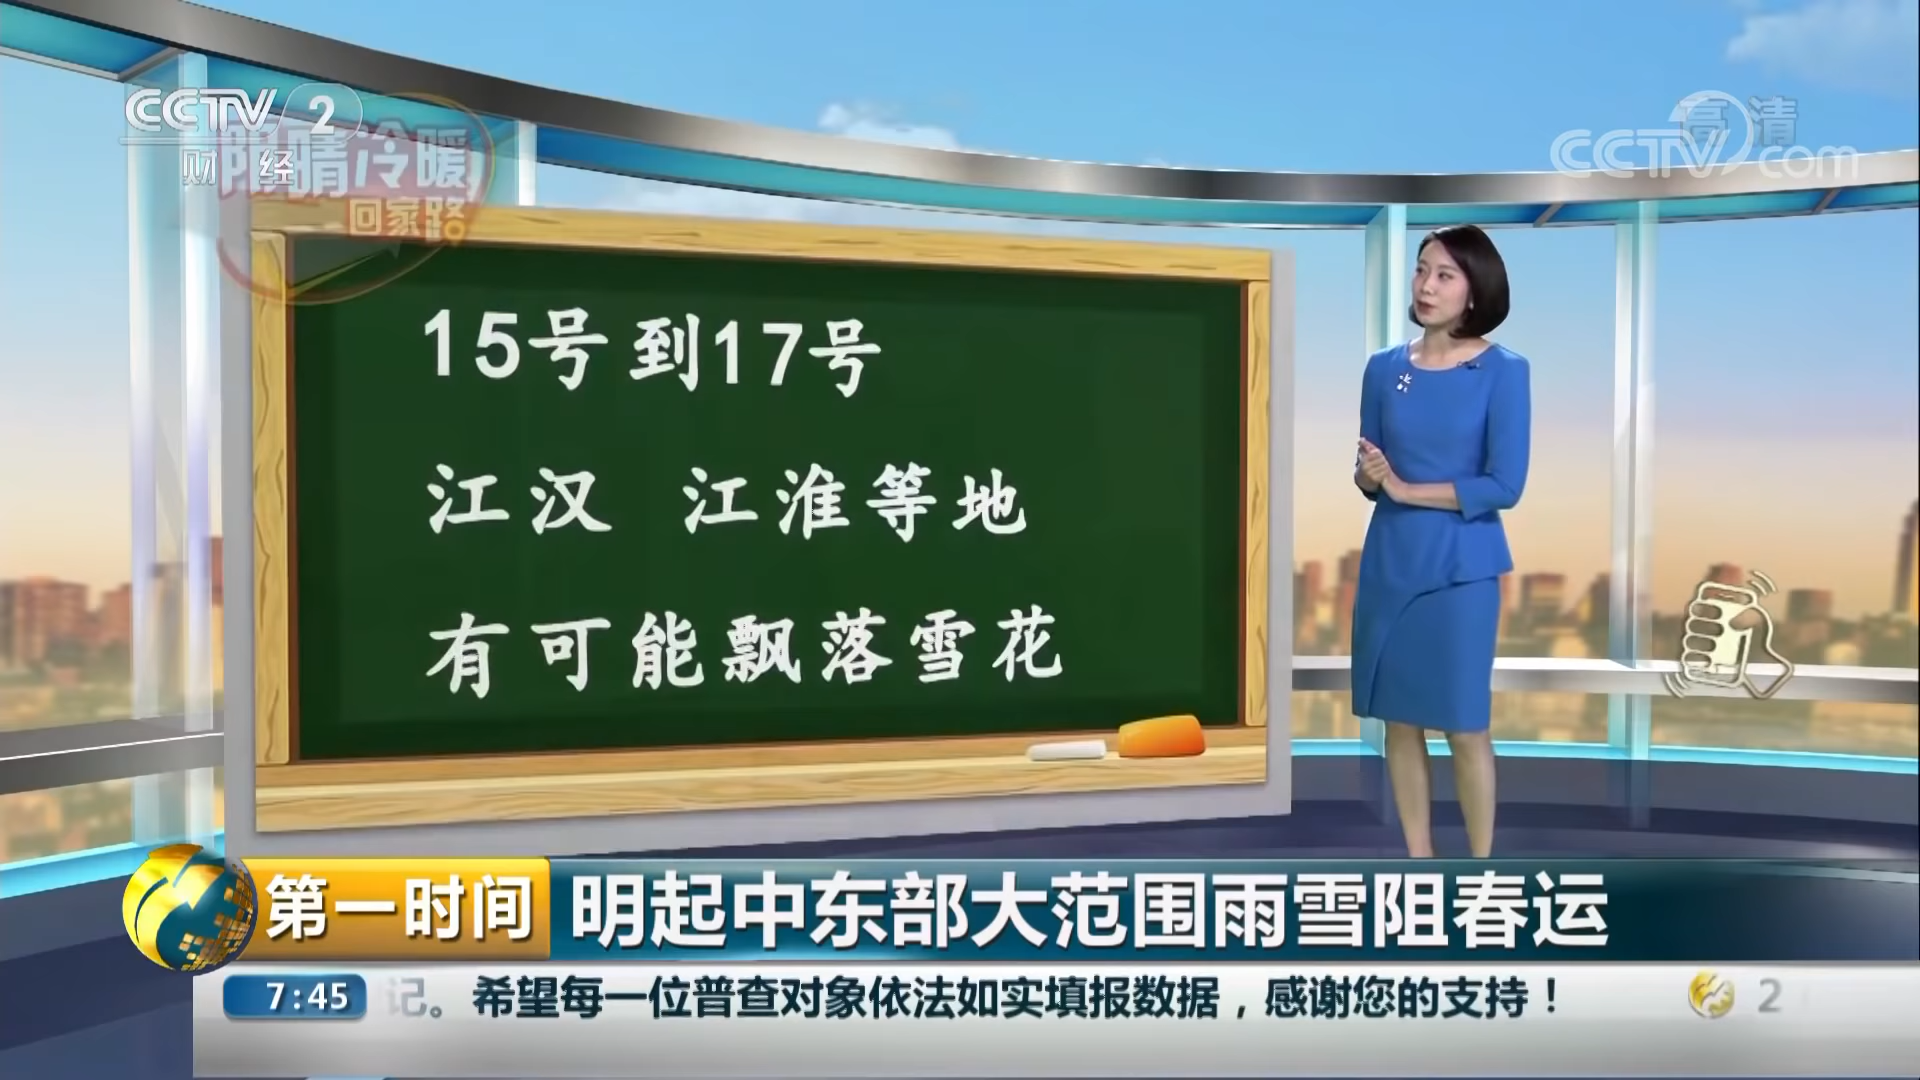 CCTV 2
财 经
阴晴冷暖
回家路
高清
CCTV.com
15号到17号
江汉 江淮等地
有可能飘落雪花
第一时间
明起中东部大范围雨雪阻春运
7:45
记。 希望每一位普查对象依法如实填报数据，感谢您的支持！
2